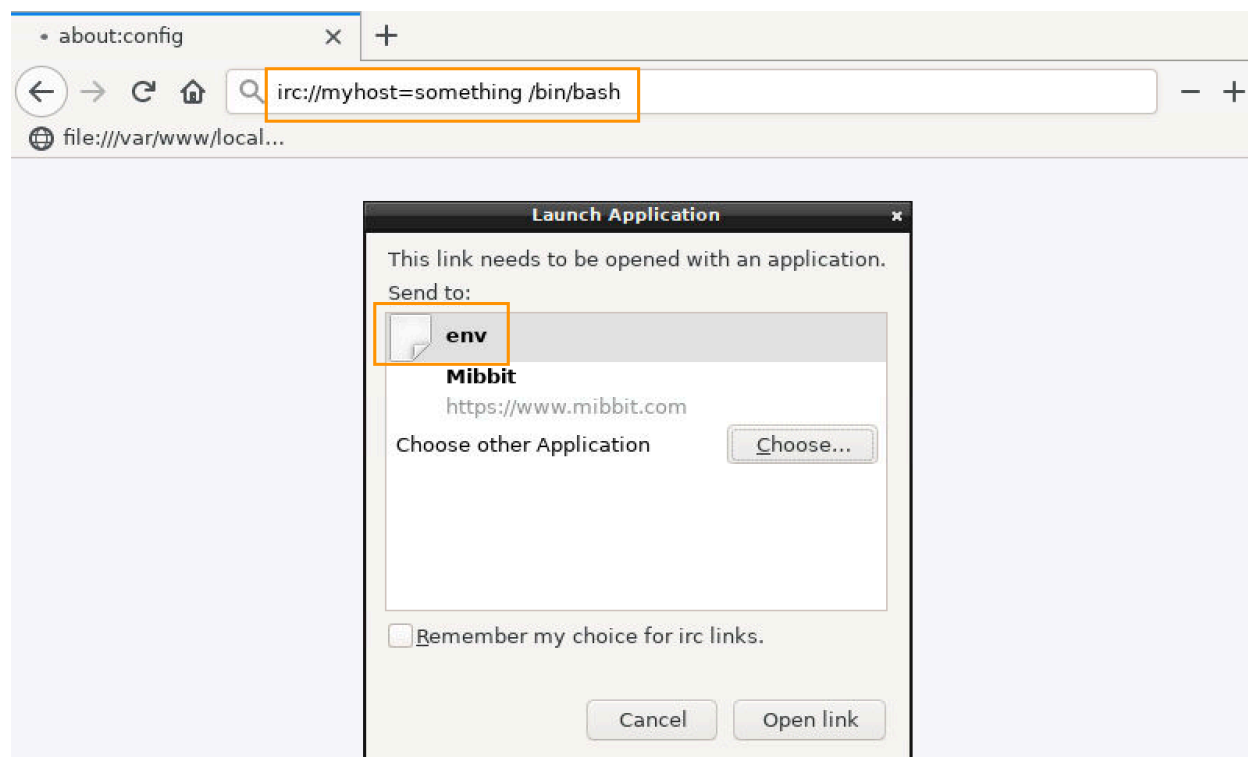 about:config
irc://myhost=something /bin/bash
file:///var/www/local...
Launch Application
This link needs to be opened with an application.
Send to:
env
Mibbit
https://www.mibbit.com
Choose other Application Choose...
Remember my choice for irc links.
Cancel Open link